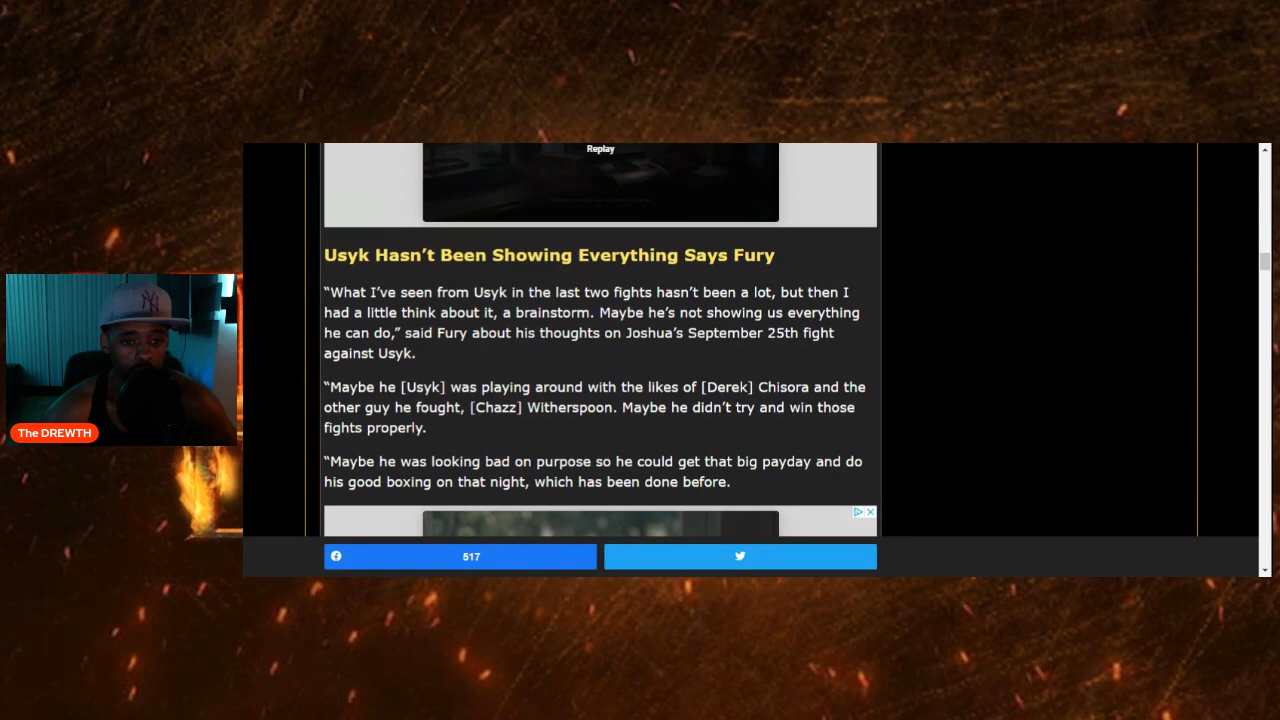 Replay
Usyk Hasn’t Been Showing Everything Says Fury
“What I’ve seen from Usyk in the last two fights hasn’t been a lot, but then I
had a little think about it, a brainstorm. Maybe he’s not showing us everything
he can do,” said Fury about his thoughts on Joshua’s September 25th fight
against Usyk.
“Maybe he [Usyk] was playing around with the likes of [Derek] Chisora and the
other guy he fought, [Chazz] Witherspoon. Maybe he didn’t try and win those
fights properly.
“Maybe he was looking bad on purpose so he could get that big payday and do
his good boxing on that night, which has been done before.
517
NY
The DREWTH